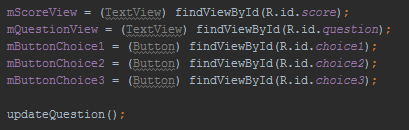 mScoreView = (TextView) findViewById(R.id.score);
mQuestionView = (TextView) findViewById(R.id.question);
mButtonChoice1 = (Button) findViewById(R.id.choice1);
mButtonChoice2 = (Button) findViewById(R.id.choice2);
mButtonChoice3 = (Button) findViewById(R.id.choice3);
updateQuestion();